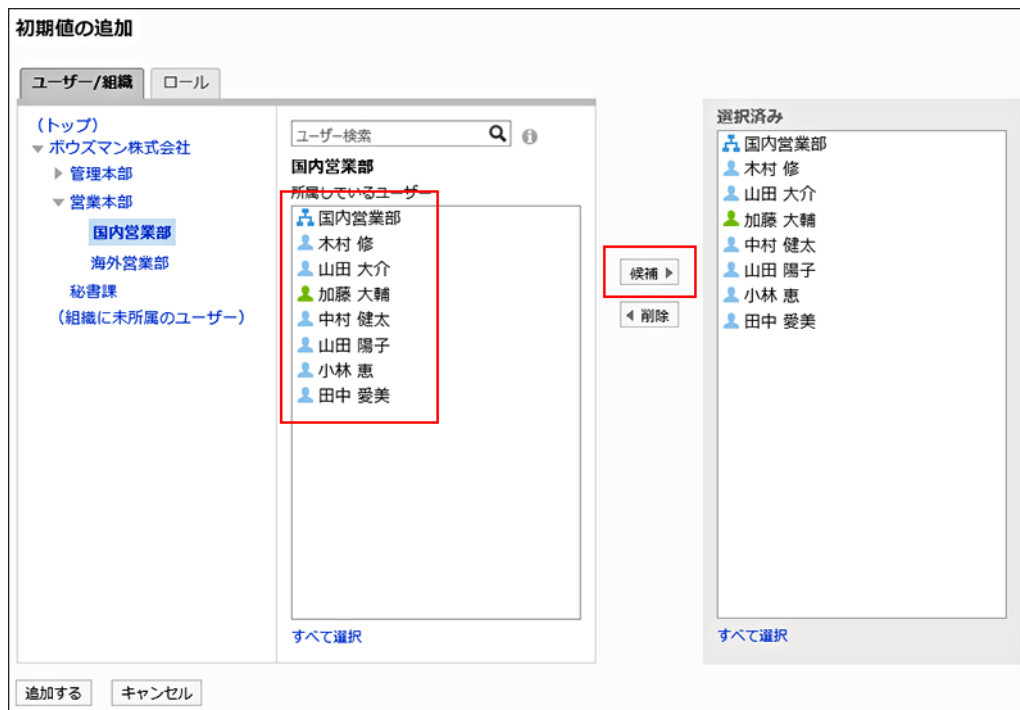 初期値の追加
ユーザー/組織
ロール
(トップ)
ボウズマン株式会社
管理本部
営業本部
国内営業部
海外営業部
秘書課
(組織に未所属のユーザー)
ユーザー検索
国内営業部
所属しているユーザー
国内営業部
木村 修
山田 大介
加藤 大輔
中村 健太
山田 陽子
小林 恵
田中 愛美
すべて選択
候補
削除
選択済み
国内営業部
木村 修
山田 大介
加藤 大輔
中村 健太
山田 陽子
小林 恵
田中 愛美
すべて選択
追加する
キャンセル